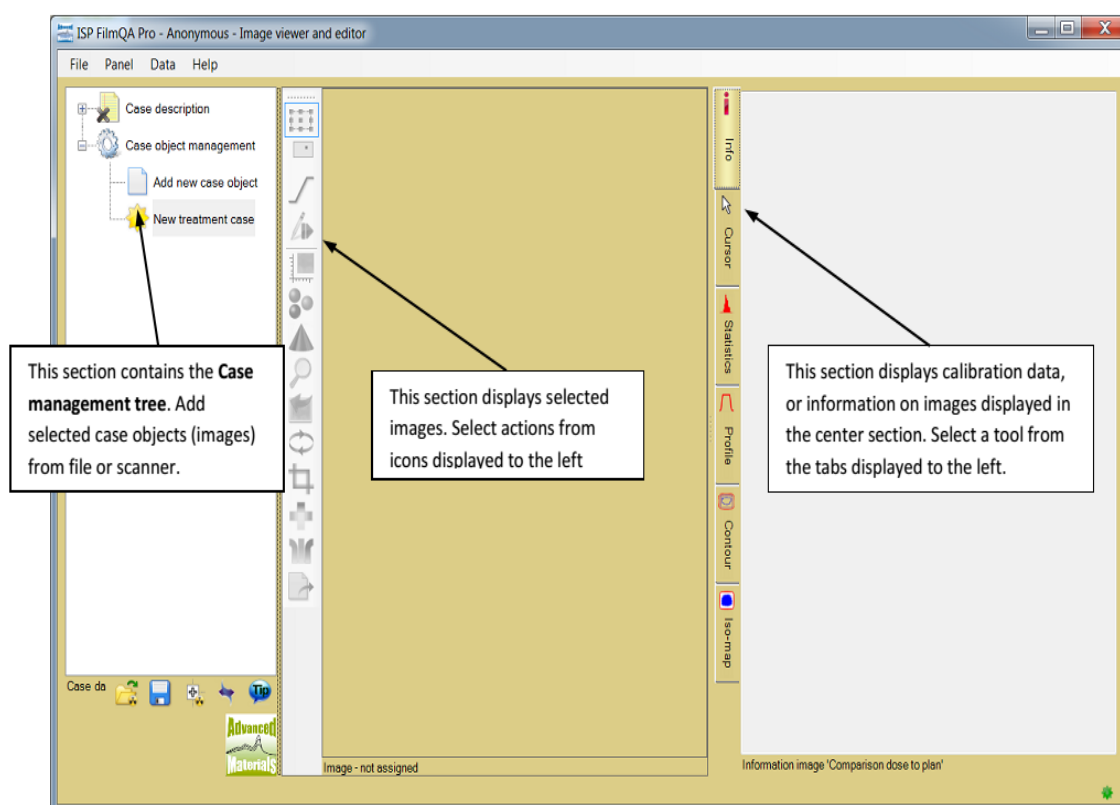 ISP FilmQA Pro - Anonymous - Image viewer and editor
File Panel Data Help
Case description
Case object management
Add new case object
New treatment case
This section contains the Case
management tree. Add
selected case objects (images)
from file or scanner.
Case da
Tip
Advanced
Materials
This section displays selected
images. Select actions from
icons displayed to the left
Image - not assigned
Info
Cursor
Statistics
Profile
Contour
Iso-map
This section displays calibration data,
or information on images displayed in
the center section. Select a tool from
the tabs displayed to the left.
Information image 'Comparison dose to plan'